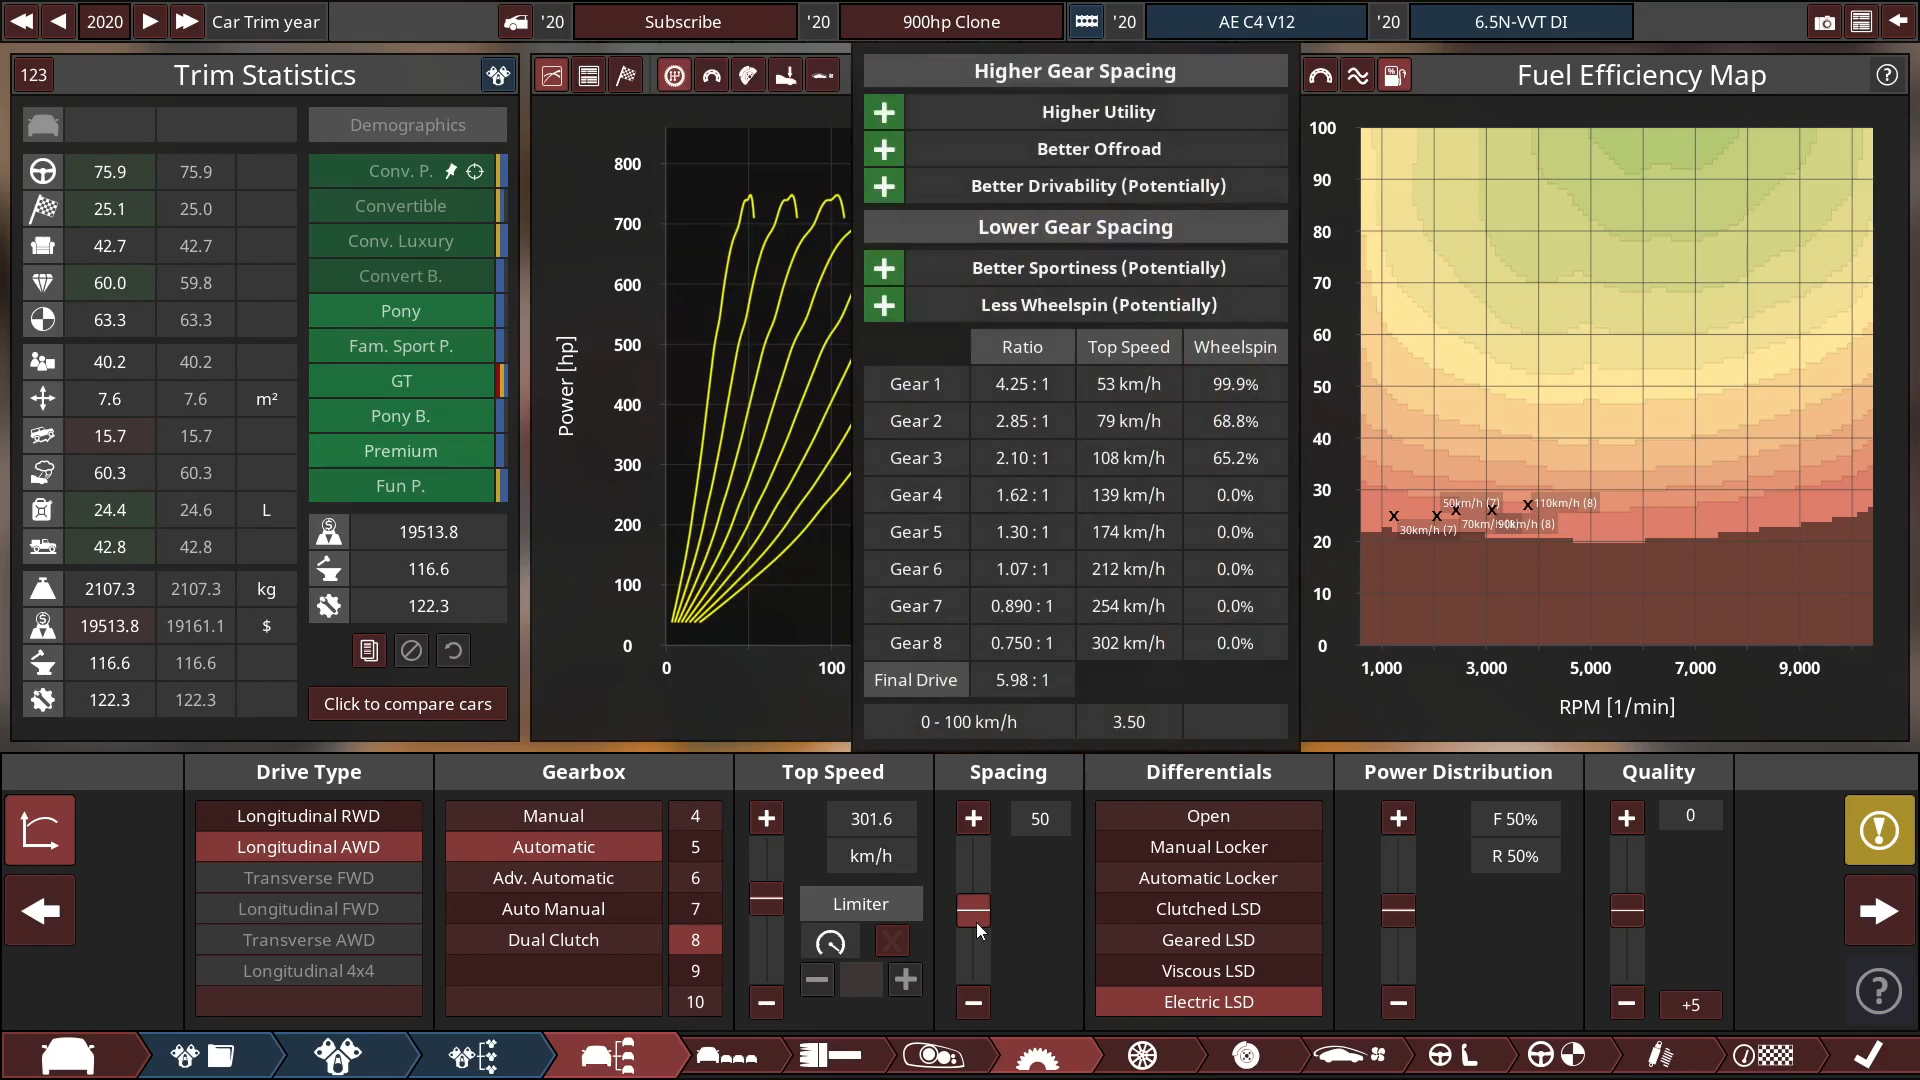 2020
Car Trim year
'20
Subscribe
'20
900hp Clone
'20
AE C4 V12
'20
6.5N-VVT DI
123
Trim Statistics
Demographics
75.9 75.9
25.1 25.0
42.7 42.7
60.0 59.8
63.3 63.3
40.2 40.2
7.6 7.6 m²
15.7 15.7
60.3 60.3
24.4 24.6 L
42.8 42.8
2107.3 2107.3 kg
19513.8 19161.1 $
116.6 116.6
122.3 122.3
Conv. P.
Convertible
Conv. Luxury
Convert B.
Pony
Fam. Sport P.
GT
Pony B.
Premium
Fun P.
19513.8
116.6
122.3
Click to compare cars
Power [hp]
800
700
600
500
400
300
200
100
0
0 100
Higher Gear Spacing
Higher Utility
Better Offroad
Better Drivability (Potentially)
Lower Gear Spacing
Better Sportiness (Potentially)
Less Wheelspin (Potentially)
Ratio Top Speed Wheelspin
Gear 1 4.25 : 1 53 km/h 99.9%
Gear 2 2.85 : 1 79 km/h 68.8%
Gear 3 2.10 : 1 108 km/h 65.2%
Gear 4 1.62 : 1 139 km/h 0.0%
Gear 5 1.30 : 1 174 km/h 0.0%
Gear 6 1.07 : 1 212 km/h 0.0%
Gear 7 0.890 : 1 254 km/h 0.0%
Gear 8 0.750 : 1 302 km/h 0.0%
Final Drive 5.98 : 1
0 - 100 km/h 3.50
Fuel Efficiency Map
?
100
90
80
70
60
50
40
30
20
10
0
30km/h (7)
50km/h (7)
90km/h (8)
110km/h (8)
1,000 3,000 5,000 7,000 9,000
RPM [1/min]
Drive Type
Longitudinal RWD
Longitudinal AWD
Transverse FWD
Longitudinal FWD
Transverse AWD
Longitudinal 4x4
Gearbox
Manual
Automatic
Adv. Automatic
Auto Manual
Dual Clutch
4
5
6
7
8
9
10
Top Speed
301.6
km/h
Limiter
Spacing
50
Differentials
Open
Manual Locker
Automatic Locker
Clutched LSD
Geared LSD
Viscous LSD
Electric LSD
Power Distribution
F 50%
R 50%
Quality
0
+5
?